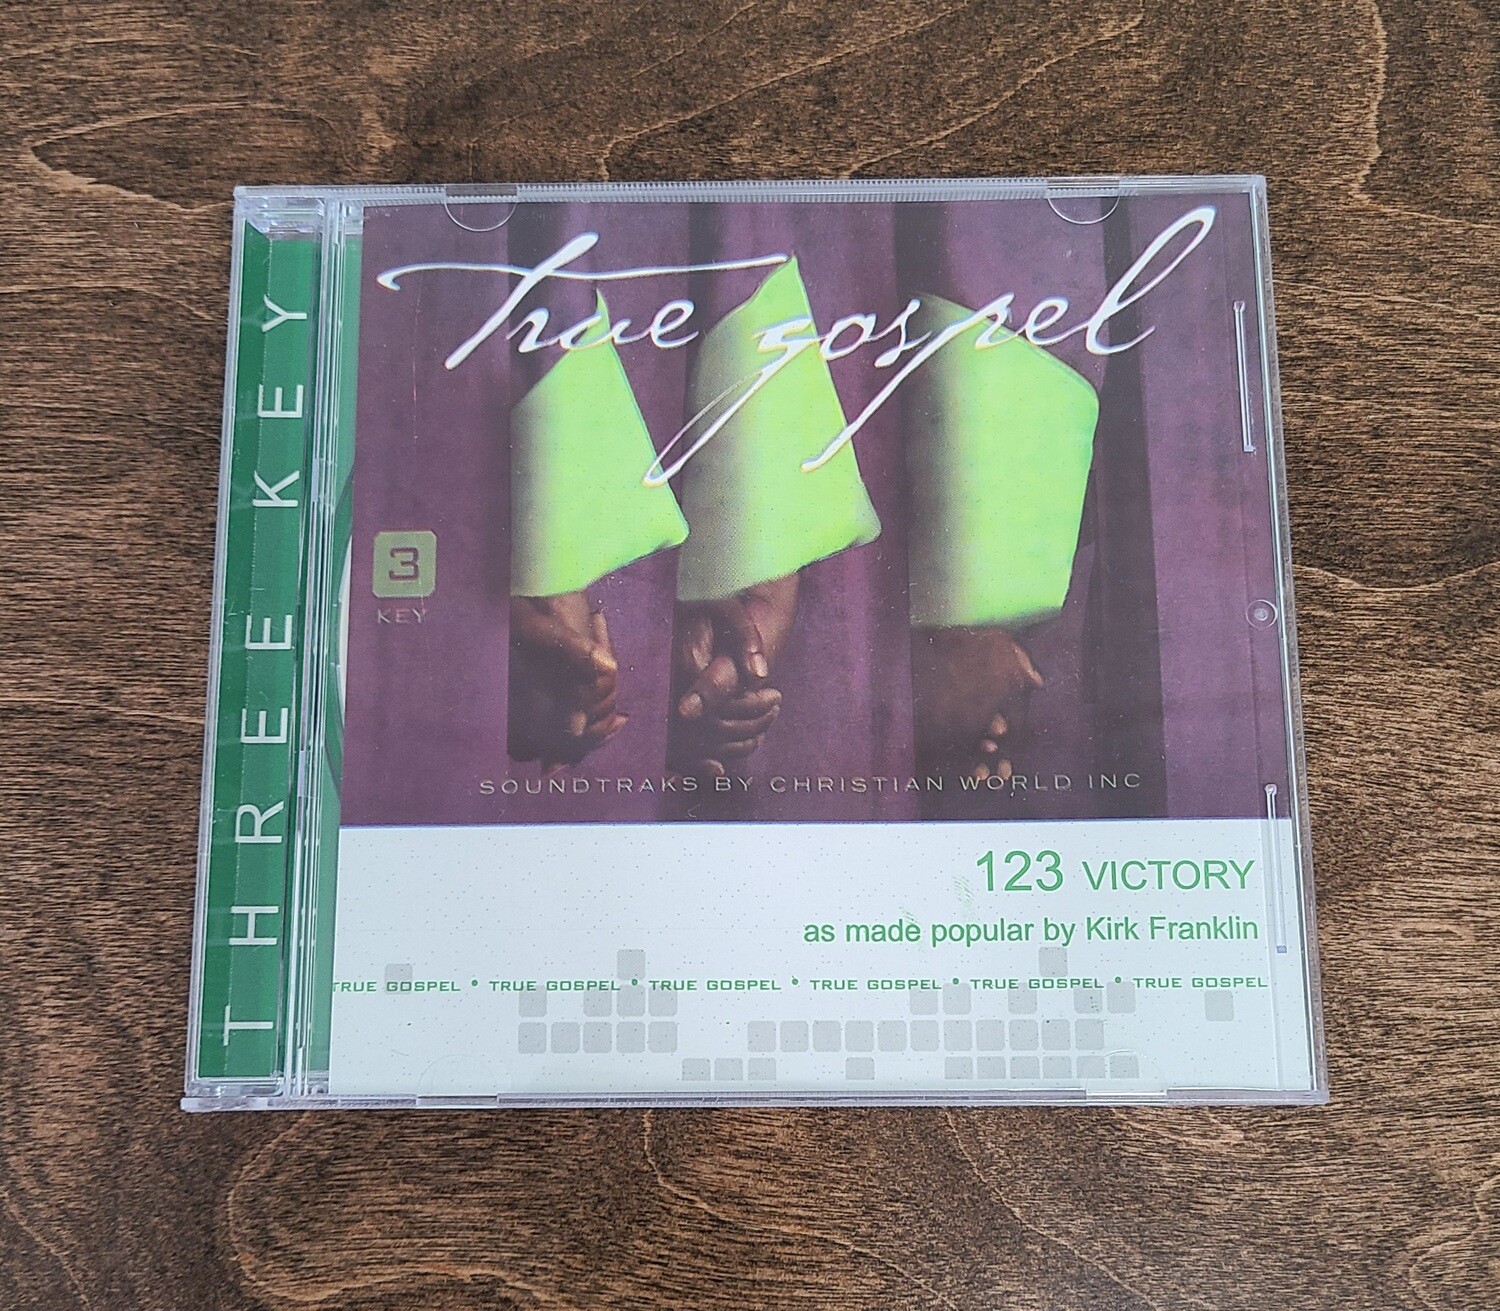 THREE KEY
True gospel
3
KEY
SOUNDTRAKS BY CHRISTIAN WORLD INC
123 VICTORY
as made popular by Kirk Franklin
TRUE GOSPEL • TRUE GOSPEL • TRUE GOSPEL • TRUE GOSPEL • TRUE GOSPEL • TRUE GOSPEL